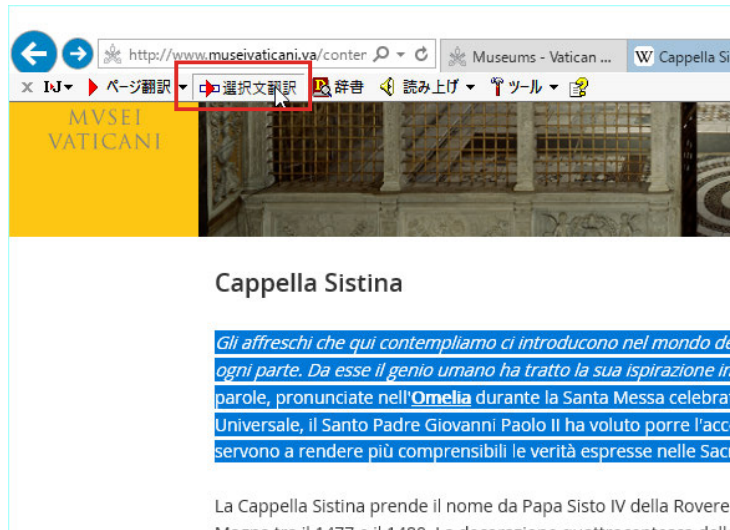 http://www.museivaticani.va/conter
Museums - Vatican ...
W Cappella Si
x ItJ ページ翻訳 選択文翻訳 辞書 読み上げ ツール
MVSEI
VATICANI
Cappella Sistina
Gli affreschi che qui contempliamo ci introducono nel mondo de
ogni parte. Da esse il genio umano ha tratto la sua ispirazione in
parole, pronunciate nell'Omelia durante la Santa Messa celebra
Universale, il Santo Padre Giovanni Paolo II ha voluto porre l'acc
servono a rendere più comprensibili le verità espresse nelle Sac
La Cappella Sistina prende il nome da Papa Sisto IV della Rovere